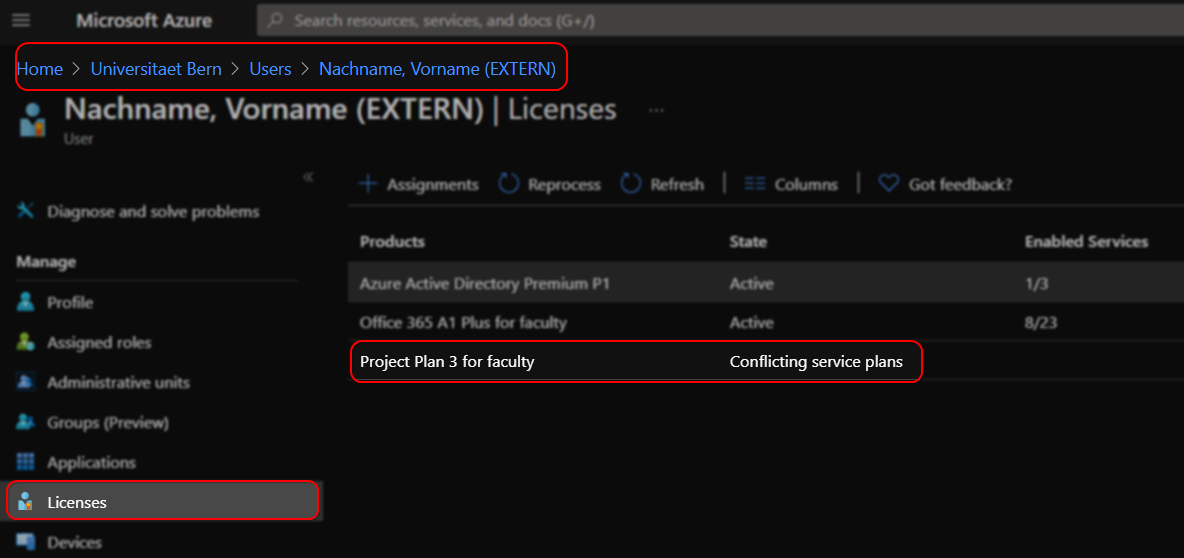 Microsoft Azure
Search resources, services, and docs (G+/)
Home > Universitaet Bern > Users > Nachname, Vorname (EXTERN)
Nachname, Vorname (EXTERN) | Licenses ...
User
«
Assignments Reprocess Refresh | Columns | Got feedback?
Diagnose and solve problems
Manage
Profile
Assigned roles
Administrative units
Groups (Preview)
Applications
Licenses
Devices
Products State Enabled Services
Azure Active Directory Premium P1 Active 1/3
Office 365 A1 Plus for faculty Active 8/23
Project Plan 3 for faculty Conflicting service plans